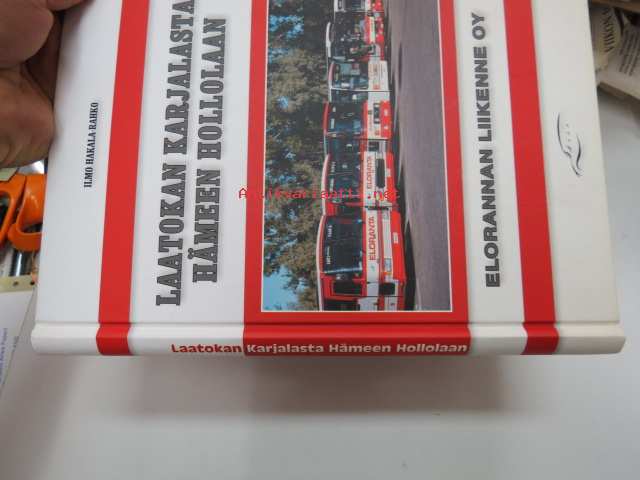 ILMO HAKALA-RAHKO
LAATOKAN KARJALASTA
HÄMEEN HOLLOLAAN
ELORANTA
ELORANTA
Antikvariaatti.net
ELORANNAN LIIKENNE OY
Laatokan Karjalasta Hämeen Hollolaan